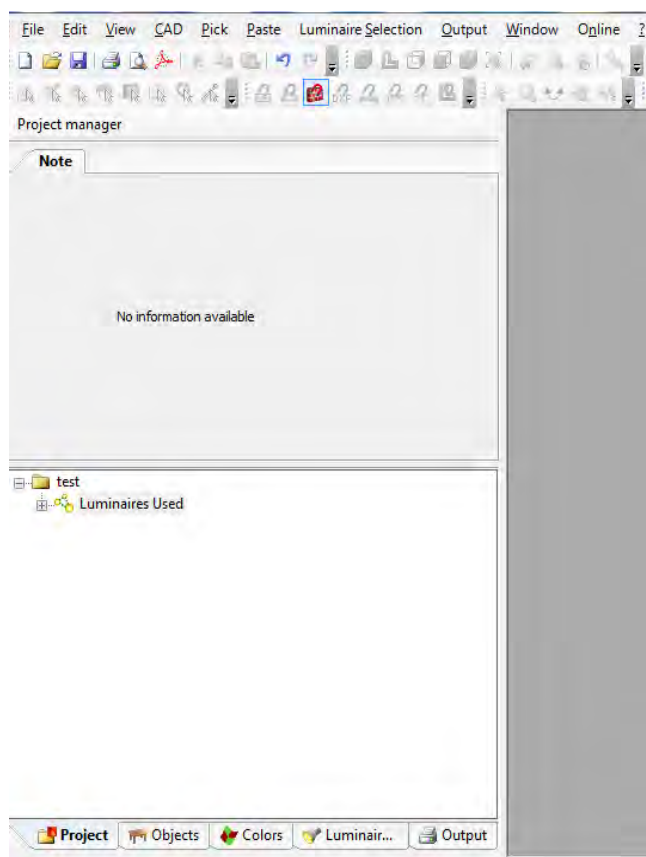 File Edit View CAD Pick Paste Luminaire Selection Output Window Online ?
Project manager
Note
No information available
test
Luminaires Used
Project Objects Colors Luminair... Output